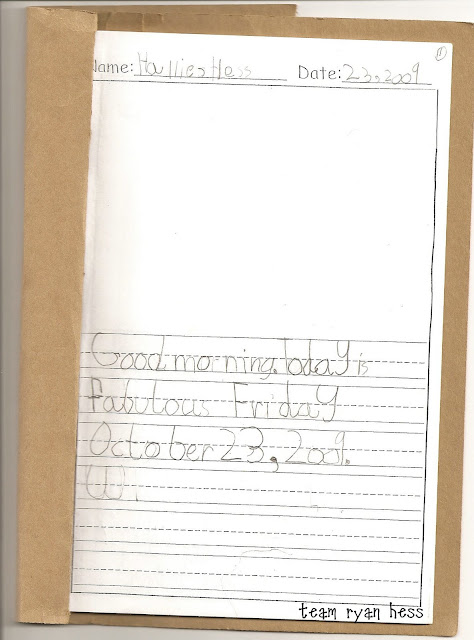 Name: Hallie Hess Date: 23, 2009
Good morning. Today is
fabulous Friday
October 23, 2009.
W
team ryan hess